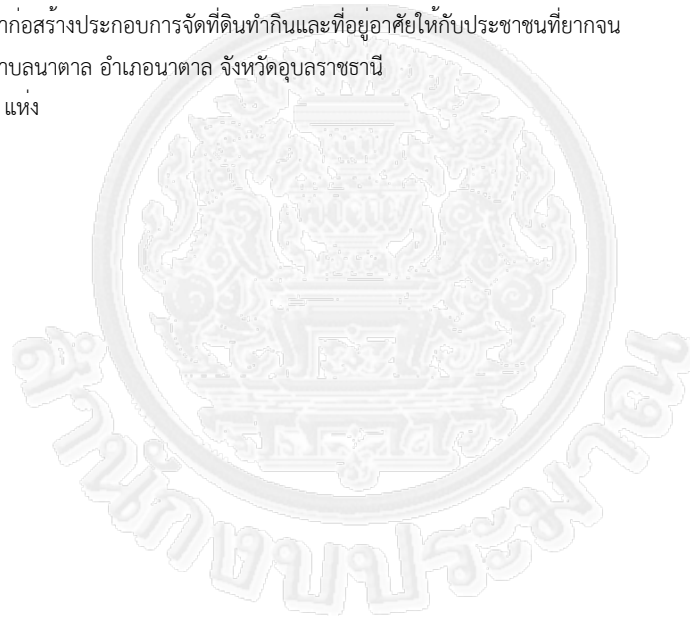 าก่อสร้างประกอบการจัดที่ดินทำกินและที่อยู่อาศัยให้กับประชาชนที่ยากจน
าบลนาตาล อำเภอนาตาล จังหวัดอุบลราชธานี
แห่ง
สำนักงบประมาณ